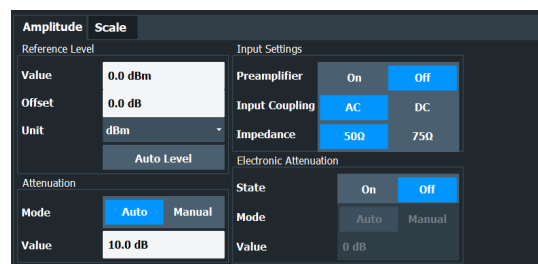 Amplitude Scale
Reference Level
Value 0.0 dBm
Offset 0.0 dB
Unit dBm
Auto Level
Attenuation
Mode Auto Manual
Value 10.0 dB
Input Settings
Preamplifier On Off
Input Coupling AC DC
Impedance 50Ω 75Ω
Electronic Attenuation
State On Off
Mode Auto Manual
Value 0 dB